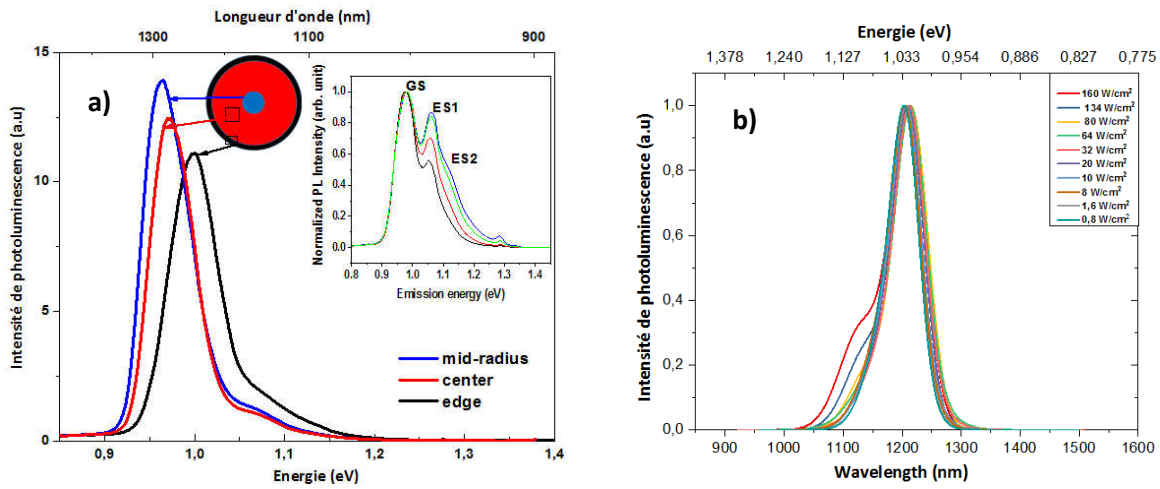 Longueur d'onde (nm)
1300 1100 900
15
10
5
0
Intensité de photoluminescence (a.u)
a)
Normalized PL Intensity (arb. unit)
1.0
0.8
0.6
0.4
0.2
0.0
GS
ES1
ES2
0.8 0.9 1.0 1.1 1.2 1.3 1.4
Emission energy (eV)
mid-radius
center
edge
0,9 1,0 1,1 1,2 1,3 1,4
Energie (eV)
Energie (eV)
1,378 1,240 1,127 1,033 0,954 0,886 0,827 0,775
1,0
0,8
0,6
0,4
0,2
0,0
Intensité de photoluminescence (a.u)
b)
160 W/cm²
134 W/cm²
80 W/cm²
64 W/cm²
32 W/cm²
20 W/cm²
10 W/cm²
8 W/cm²
1,6 W/cm²
0,8 W/cm²
900 1000 1100 1200 1300 1400 1500 1600
Wavelength (nm)